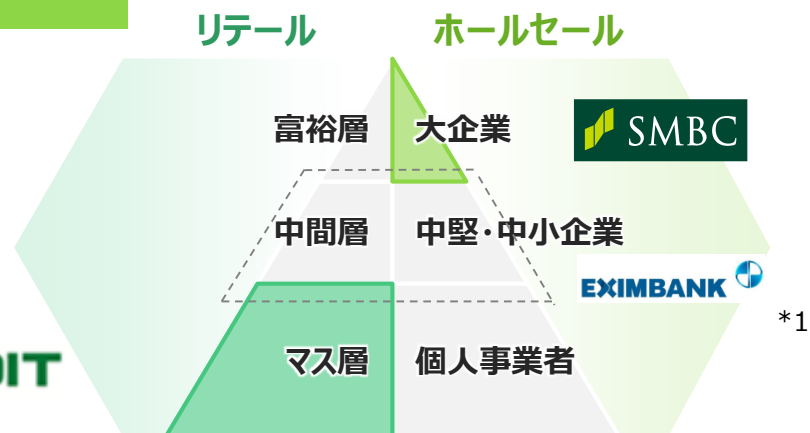 リテール ホールセール
富裕層 大企業
SMBC
中間層 中堅・中小企業
EXIMBANK
*1
マス層 個人事業者